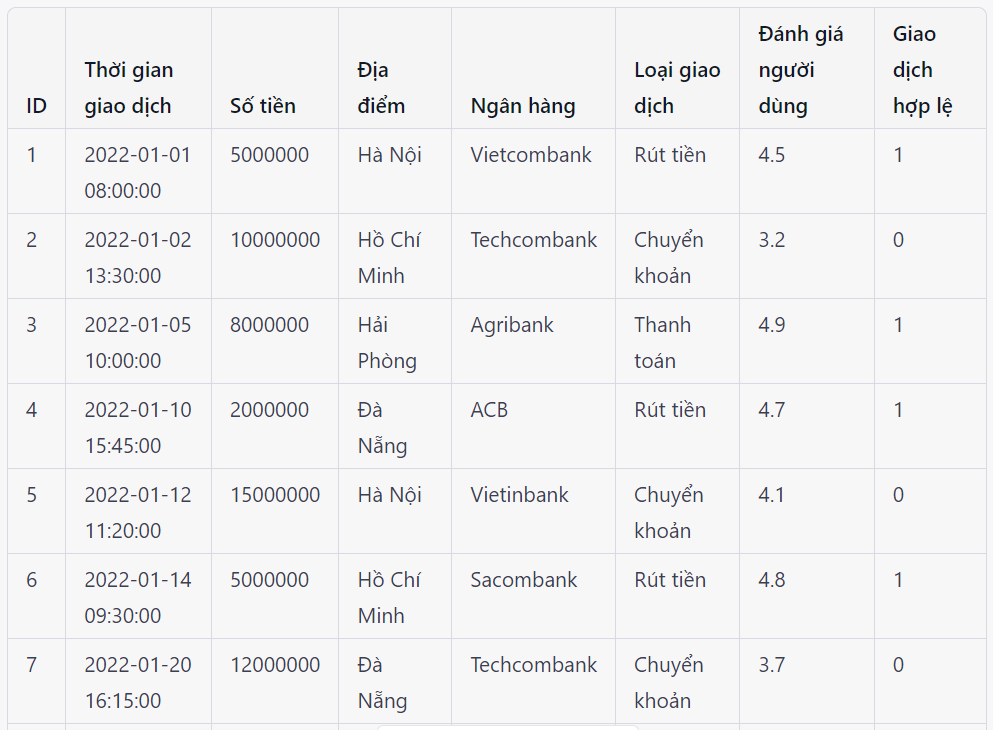 ID Thời gian giao dịch Số tiền Địa điểm Ngân hàng Loại giao dịch Đánh giá người dùng Giao dịch hợp lệ
1 2022-01-01 08:00:00 5000000 Hà Nội Vietcombank Rút tiền 4.5 1
2 2022-01-02 13:30:00 10000000 Hồ Chí Minh Techcombank Chuyển khoản 3.2 0
3 2022-01-05 10:00:00 8000000 Hải Phòng Agribank Thanh toán 4.9 1
4 2022-01-10 15:45:00 2000000 Đà Nẵng ACB Rút tiền 4.7 1
5 2022-01-12 11:20:00 15000000 Hà Nội Vietinbank Chuyển khoản 4.1 0
6 2022-01-14 09:30:00 5000000 Hồ Chí Minh Sacombank Rút tiền 4.8 1
7 2022-01-20 16:15:00 12000000 Đà Nẵng Techcombank Chuyển khoản 3.7 0